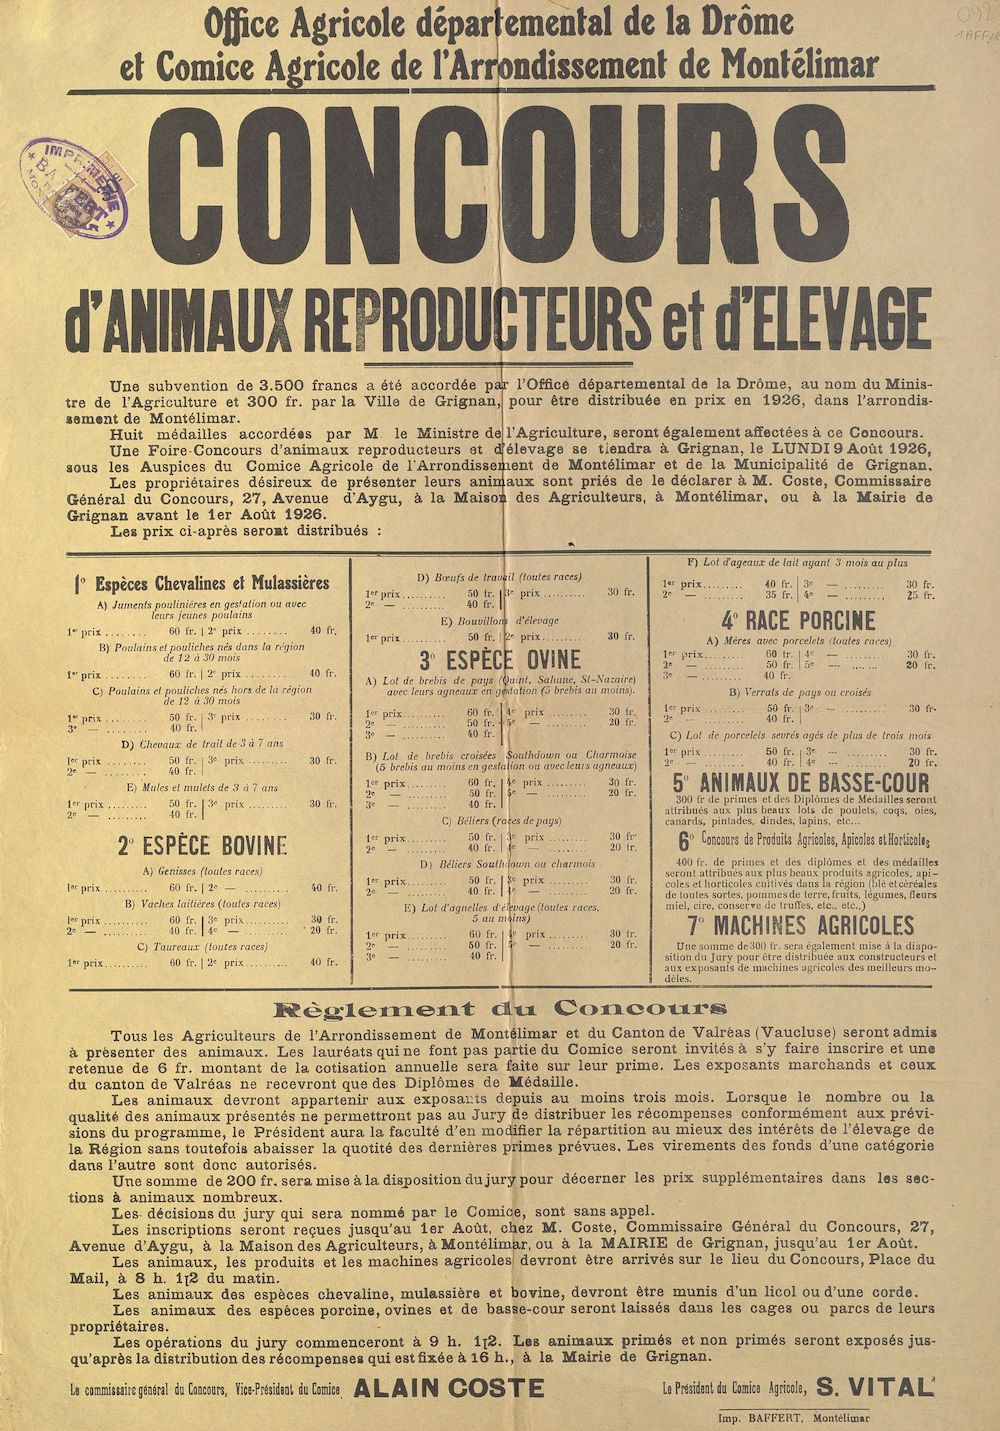 Office Agricole départemental de la Drôme
et Comice Agricole de l'Arrondissement de Montélimar
092
1AFF18
IMPRIMERIE
CONCOURS
d'ANIMAUX REPRODUCTEURS et d'ELEVAGE
Une subvention de 3.500 francs a été accordée par l'Office départemental de la Drôme, au nom du Minis-
tre de l'Agriculture et 300 fr. par la Ville de Grignan, pour être distribuée en prix en 1926, dans l'arrondis-
sement de Montélimar.
Huit médailles accordées par M. le Ministre de l'Agriculture, seront également affectées à ce Concours.
Une Foire-Concours d'animaux reproducteurs et d'élevage se tiendra à Grignan, le LUNDI 9 Août 1926,
sous les Auspices du Comice Agricole de l'Arrondissement de Montélimar et de la Municipalité de Grignan.
Les propriétaires désireux de présenter leurs animaux sont priés de le déclarer à M. Coste, Commissaire
Général du Concours, 27, Avenue d'Aygu, à la Maison des Agriculteurs, à Montélimar, ou à la Mairie de
Grignan avant le 1er Août 1926.
Les prix ci-après seront distribués :
1° Espèces Chevalines et Mulassières
A) Juments poulinières en gestation ou avec
leurs jeunes poulains
1er prix ........ 60 fr. | 2e prix ........ 40 fr.
B) Poulains et pouliches nés dans la région
de 12 à 30 mois
1er prix ........ 60 fr. | 2e prix ........ 40 fr.
C) Poulains et pouliches nés hors de la région
de 12 à 30 mois
1er prix ........ 50 fr. | 3e prix ........ 30 fr.
3e — ........ 40 fr. |
D) Chevaux de trait de 3 à 7 ans
1er prix ........ 50 fr. | 3e prix ........ 30 fr.
2e — ........ 40 fr. |
E) Mules et mulets de 3 à 7 ans
1er prix ........ 50 fr. | 3e prix ........ 30 fr.
2e — ........ 40 fr. |
2° ESPÈCE BOVINE
A) Genisses (toutes races)
1er prix ........ 60 fr. | 2e — ........ 40 fr.
B) Vaches laitières (toutes races)
1er prix ........ 60 fr. | 3e prix ........ 30 fr.
2e — ........ 40 fr. | 4e — ........ 20 fr.
C) Taureaux (toutes races)
1er prix ........ 60 fr. | 2e prix ........ 40 fr.
D) Bœufs de travail (toutes races)
1er prix ........ 50 fr. | 3e prix ........ 30 fr.
2e — ........ 40 fr. |
E) Bouvillons d'élevage
1er prix ........ 50 fr. | 2e prix ........ 30 fr.
3° ESPÈCE OVINE
A) Lot de brebis de pays (Quint, Sahune, St-Nazaire)
avec leurs agneaux en gestation (5 brebis au moins).
1er prix ........ 60 fr. | 4e prix ........ 30 fr.
2e — ........ 50 fr. | 5e — ........ 20 fr.
3e — ........ 40 fr. |
B) Lot de brebis croisées Southdown ou Charmoise
(5 brebis au moins en gestation ou avec leurs agneaux)
1er prix ........ 60 fr. | 4e prix ........ 30 fr.
2e — ........ 50 fr. | 5e — ........ 20 fr.
3e — ........ 40 fr. |
C) Béliers (races de pays)
1er prix ........ 50 fr. | 3e prix ........ 30 fr.
2e — ........ 40 fr. | 4e — ........ 20 fr.
D) Béliers Southdown ou charmois
1er prix ........ 50 fr. | 3e prix ........ 30 fr.
2e — ........ 40 fr. | 4e — ........ 20 fr.
E) Lot d'agnelles d'élevage (toutes races,
5 au moins)
1er prix ........ 60 fr. | 4e prix ........ 30 fr.
2e — ........ 50 fr. | 5e — ........ 20 fr.
3e — ........ 40 fr. |
F) Lot d'ageaux de lait ayant 3 mois au plus
1er prix ........ 40 fr. | 3e — ........ 30 fr.
2e — ........ 35 fr. | 4e — ........ 25 fr.
4° RACE PORCINE
A) Méres avec porcelets (toutes races)
1er prix ........ 60 tr. | 4e — ........ 30 fr.
2e — ........ 50 fr. | 5e — ........ 20 fr.
3e — ........ 40 fr.
B) Verrats de pays ou croisés
1er prix ........ 50 fr. | 3e — ........ 30 fr.
2e — ........ 40 fr. |
C) Lot de porcelets sevrés agés de plus de trois mois
1er prix ........ 50 fr. | 3e — ........ 30 fr.
2e — ........ 40 fr. | 4e — ........ 20 fr.
5° ANIMAUX DE BASSE-COUR
300 fr de primes et des Diplômes de Médailles seront
attribués aux plus beaux lots de poulets, coqs, oies,
canards, pintades, dindes, lapins, etc...
6° Concours de Produits Agricoles, Apicoles et Horticoles
400 fr. de primes et des diplômes et des médailles
seront attribués aux plus beaux produits agricoles, api-
coles et horticoles cultivés dans la région (blé et céréales
de toutes sortes, pommes de terre, fruits, légumes, fleurs
miel, cire, conserve de truffes, etc., etc.,)
7° MACHINES AGRICOLES
Une somme de 300 fr. sera également mise à la dispo-
sition du Jury pour être distribuée aux constructeurs et
aux exposants de machines agricoles des meilleurs mo-
dèles.
Règlement du Concours
Tous les Agriculteurs de l'Arrondissement de Montélimar et du Canton de Valréas (Vaucluse) seront admis
à présenter des animaux. Les lauréats qui ne font pas partie du Comice seront invités à s'y faire inscrire et une
retenue de 6 fr. montant de la cotisation annuelle sera faite sur leur prime. Les exposants marchands et ceux
du canton de Valréas ne recevront que des Diplômes de Médaille.
Les animaux devront appartenir aux exposants depuis au moins trois mois. Lorsque le nombre ou la
qualité des animaux présentés ne permettront pas au Jury de distribuer les récompenses conformément aux prévi-
sions du programme, le Président aura la faculté d'en modifier la répartition au mieux des intérêts de l'élevage de
la Région sans toutefois abaisser la quotité des dernières primes prévues. Les virements des fonds d'une catégorie
dans l'autre sont donc autorisés.
Une somme de 200 fr. sera mise à la disposition du jury pour décerner les prix supplémentaires dans les sec-
tions à animaux nombreux.
Les décisions du jury qui sera nommé par le Comice, sont sans appel.
Les inscriptions seront reçues jusqu'au 1er Août, chez M. Coste, Commissaire Général du Concours, 27,
Avenue d'Aygu, à la Maison des Agriculteurs, à Montélimar, ou à la MAIRIE de Grignan, jusqu'au 1er Août.
Les animaux, les produits et les machines agricoles devront être arrivés sur le lieu du Concours, Place du
Mail, à 8 h. 1|2 du matin.
Les animaux des espèces chevaline, mulassière et bovine, devront être munis d'un licol ou d'une corde.
Les animaux des espéces porcine, ovines et de basse-cour seront laissés dans les cages ou parcs de leurs
propriétaires.
Les opérations du jury commenceront à 9 h. 1|2. Les animaux primés et non primés seront exposés jus-
qu'après la distribution des récompenses qui est fixée à 16 h., à la Mairie de Grignan.
Le commissaire général du Concours, Vice-Président du Comice, ALAIN COSTE
Le Président du Comice Agricole, S. VITAL
Imp. BAFFERT, Montélimar